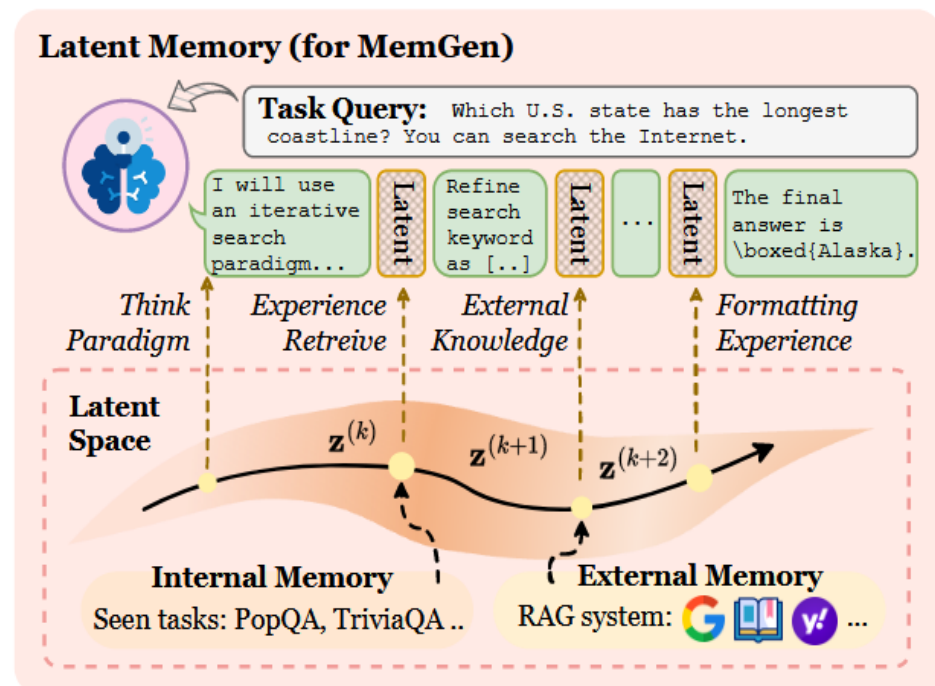 Latent Memory (for MemGen)
Task Query: Which U.S. state has the longest
coastline? You can search the Internet.
I will use
an iterative
search
paradigm...
Latent
Refine
search
keyword
as [..]
Latent
...
Latent
The final
answer is
\boxed{Alaska}.
Think
Paradigm
Experience
Retreive
External
Knowledge
Formatting
Experience
Latent
Space
z^(k)
z^(k+1)
z^(k+2)
Internal Memory
Seen tasks: PopQA, TriviaQA ..
External Memory
RAG system: G y! ...